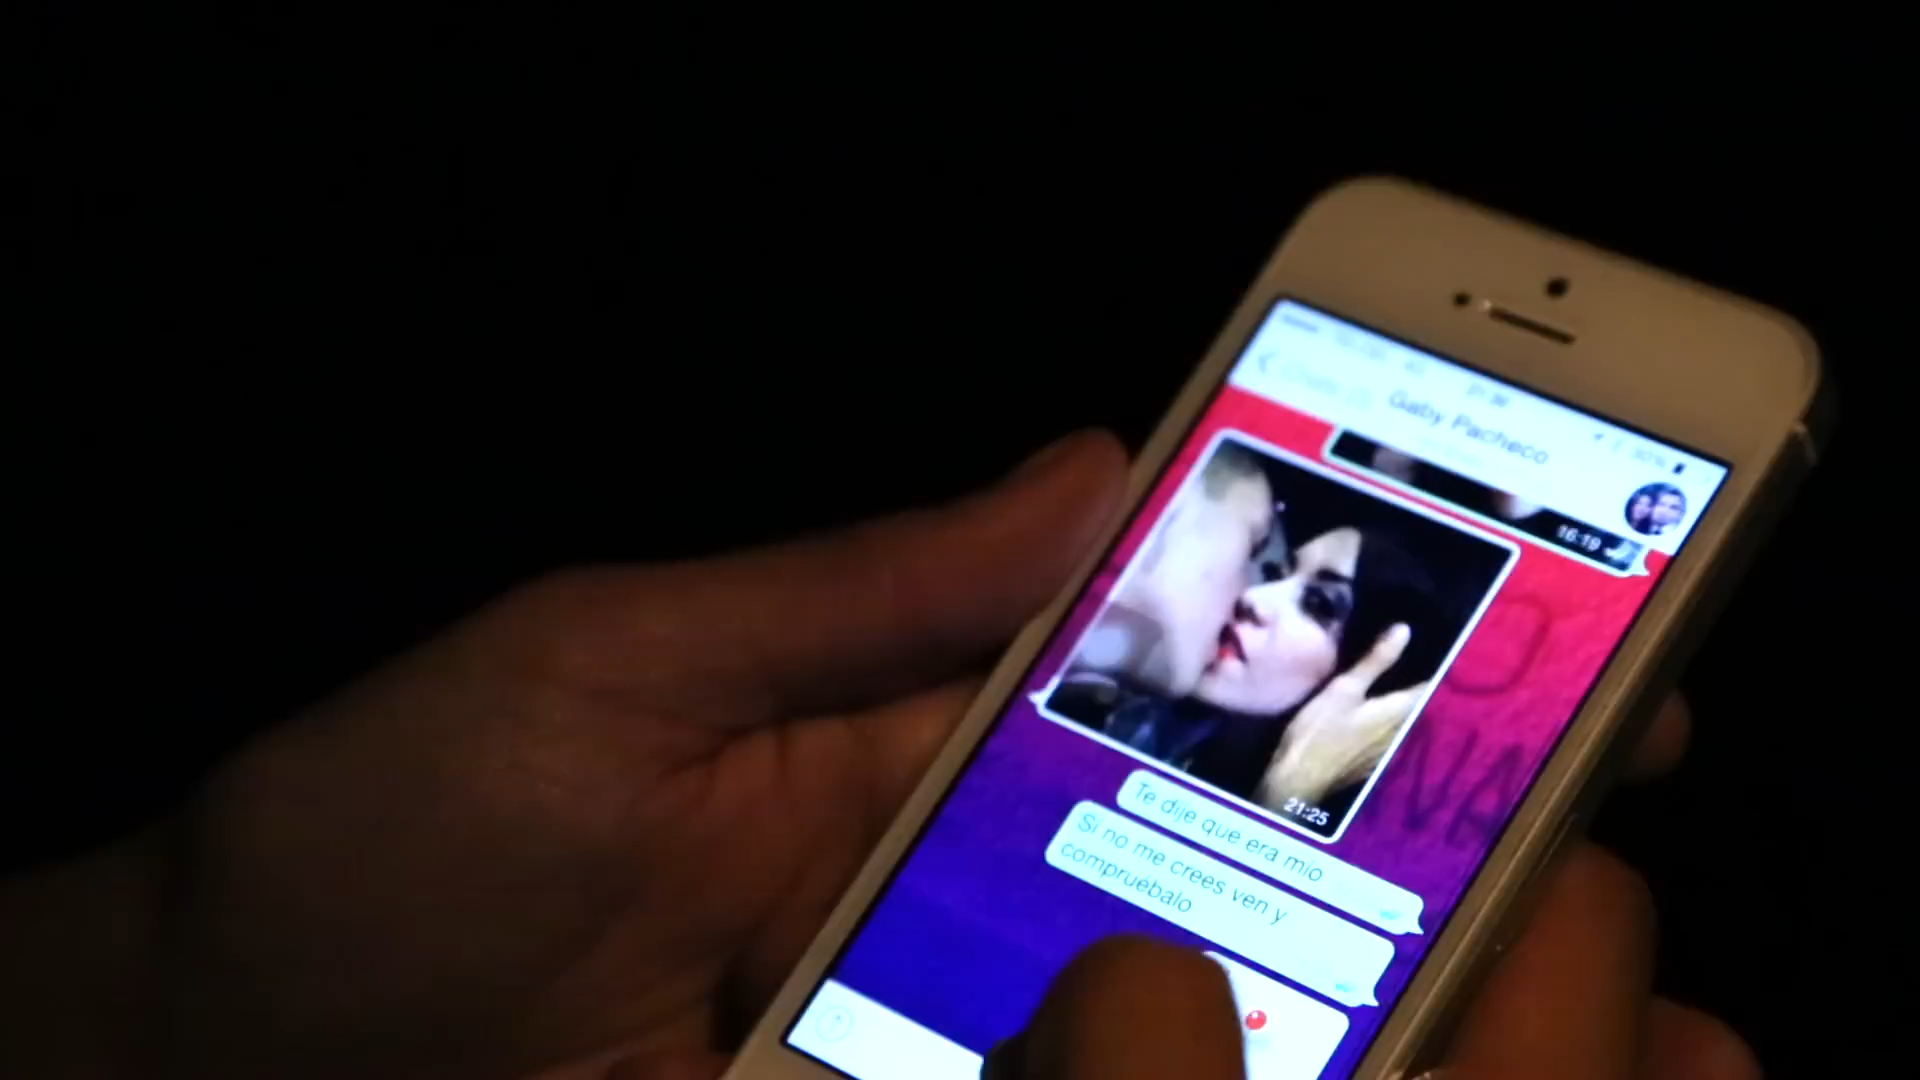 Gaby Pacheco
16:19
21:25
Te dije que era mío
Si no me crees ven y
compruébalo